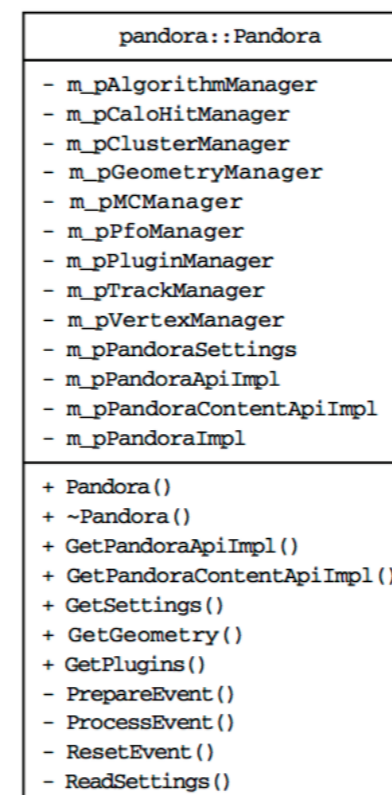 pandora::Pandora
- m_pAlgorithmManager
- m_pCaloHitManager
- m_pClusterManager
- m_pGeometryManager
- m_pMCManager
- m_pPfoManager
- m_pPluginManager
- m_pTrackManager
- m_pVertexManager
- m_pPandoraSettings
- m_pPandoraApiImpl
- m_pPandoraContentApiImpl
- m_pPandoraImpl
+ Pandora()
+ ~Pandora()
+ GetPandoraApiImpl()
+ GetPandoraContentApiImpl()
+ GetSettings()
+ GetGeometry()
+ GetPlugins()
- PrepareEvent()
- ProcessEvent()
- ResetEvent()
- ReadSettings()